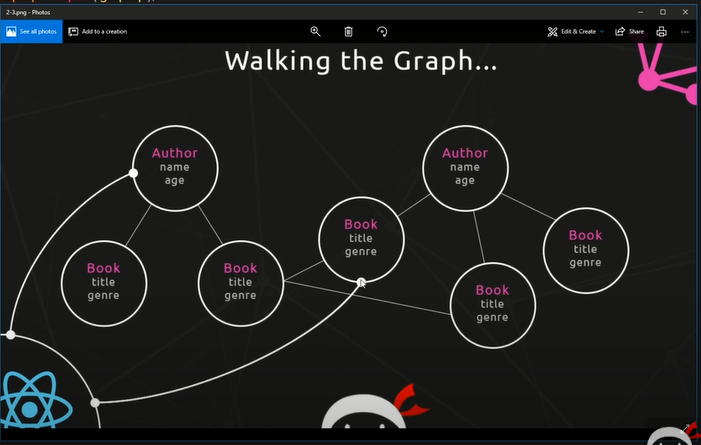 2-3.png - Photos
See all photos
Add to a creation
Edit & Create
Share
Walking the Graph...
Author
name
age
Author
name
age
Book
title
genre
Book
title
genre
Book
title
genre
Book
title
genre
Book
title
genre